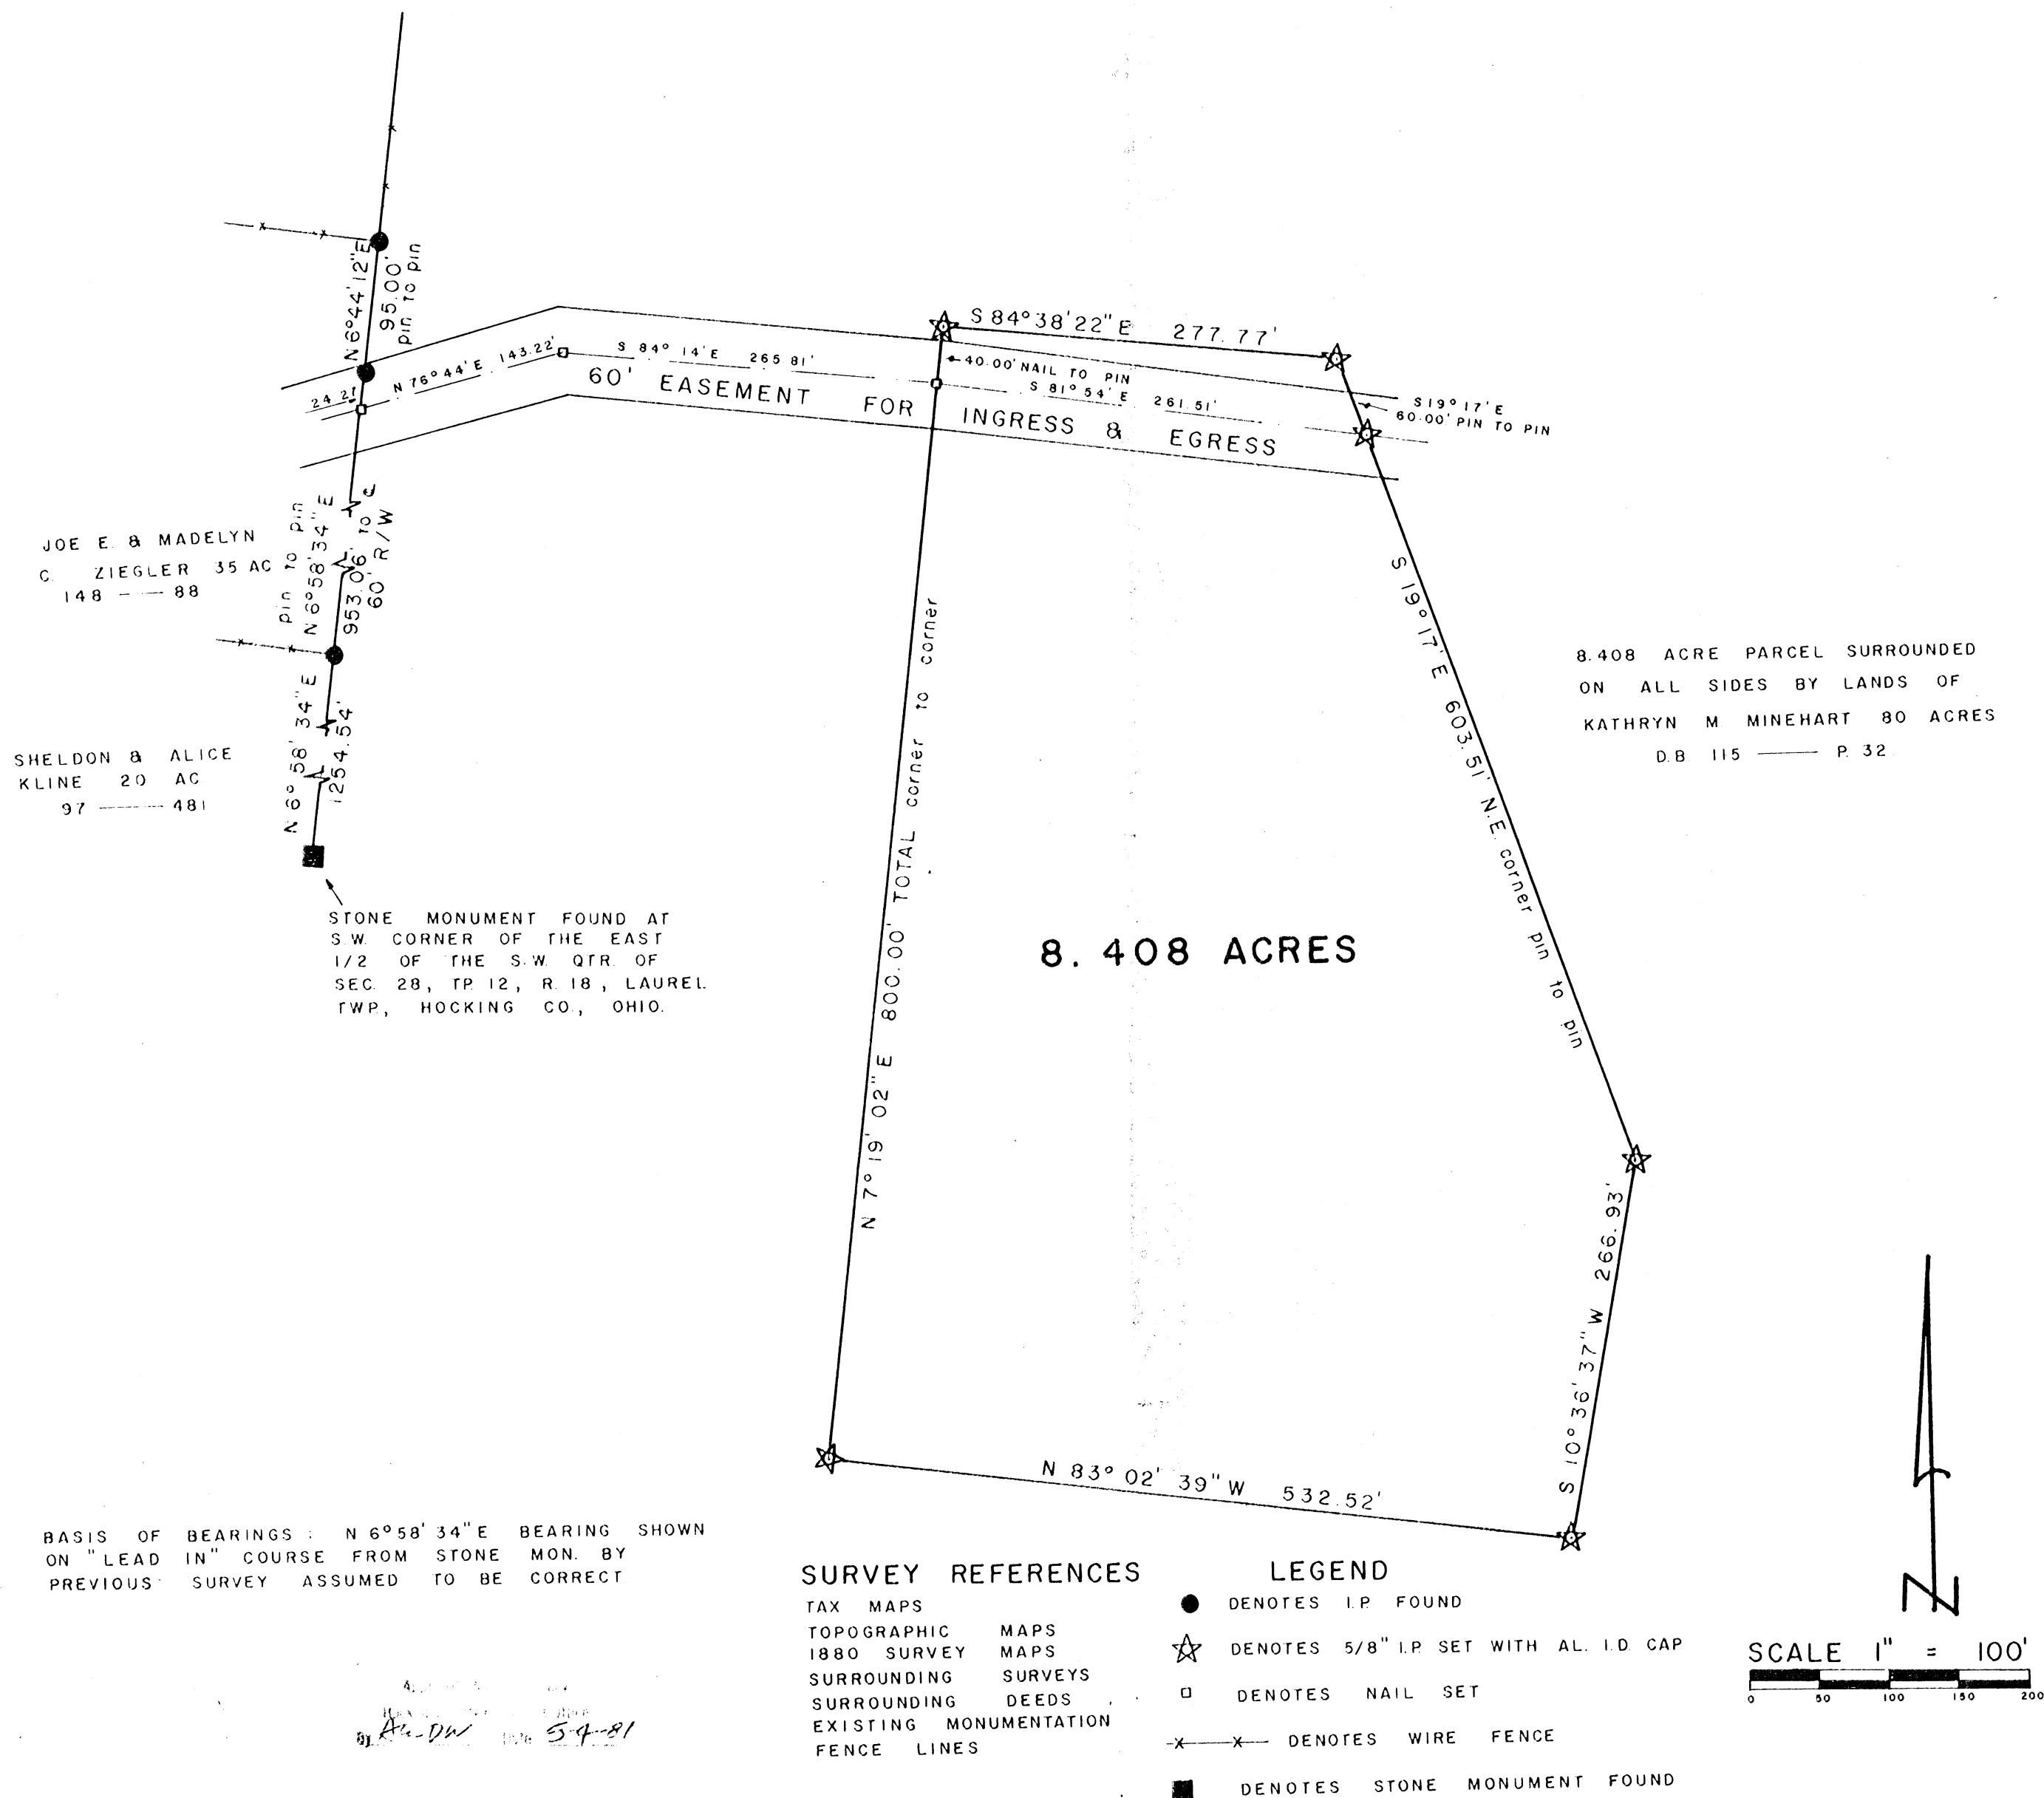 N 6°44'12"E
95.00'
pin to pin
24.21'
N 76°44'E 143.22'
S 84° 14'E 265.81'
60' EASEMENT FOR INGRESS & EGRESS
S 84°38'22" E 277.77'
40.00' NAIL TO PIN
S 81°54'E 261.51'
S 19°17'E
60.00' PIN TO PIN
JOE E. & MADELYN
C. ZIEGLER 35 AC
148 — 88
pin to pin
N 6°58'34" E
953.06' to ℄
60' R/W
SHELDON & ALICE
KLINE 20 AC
97 — 481
N 6°58'34"E
1254.54'
STONE MONUMENT FOUND AT
S.W. CORNER OF THE EAST
1/2 OF THE S.W. QTR. OF
SEC. 28, TP. 12, R. 18, LAUREL
TWP., HOCKING CO., OHIO.
N 7°19'02"E 800.00' TOTAL corner to corner
S 19°17'E 603.51' N.E. corner pin to pin
8.408 ACRE PARCEL SURROUNDED
ON ALL SIDES BY LANDS OF
KATHRYN M MINEHART 80 ACRES
D.B 115 — P. 32
8.408 ACRES
S 10°36'37"W 266.93'
N 83°02'39"W 532.52'
BASIS OF BEARINGS : N 6°58'34"E BEARING SHOWN
ON "LEAD IN" COURSE FROM STONE MON. BY
PREVIOUS SURVEY ASSUMED TO BE CORRECT
By Date 5-4-81
SURVEY REFERENCES
TAX MAPS
TOPOGRAPHIC MAPS
1880 SURVEY MAPS
SURROUNDING SURVEYS
SURROUNDING DEEDS
EXISTING MONUMENTATION
FENCE LINES
LEGEND
DENOTES I.P. FOUND
DENOTES 5/8" I.P. SET WITH AL. I.D. CAP
DENOTES NAIL SET
-x—x— DENOTES WIRE FENCE
DENOTES STONE MONUMENT FOUND
N
SCALE 1" = 100'
0 50 100 150 200